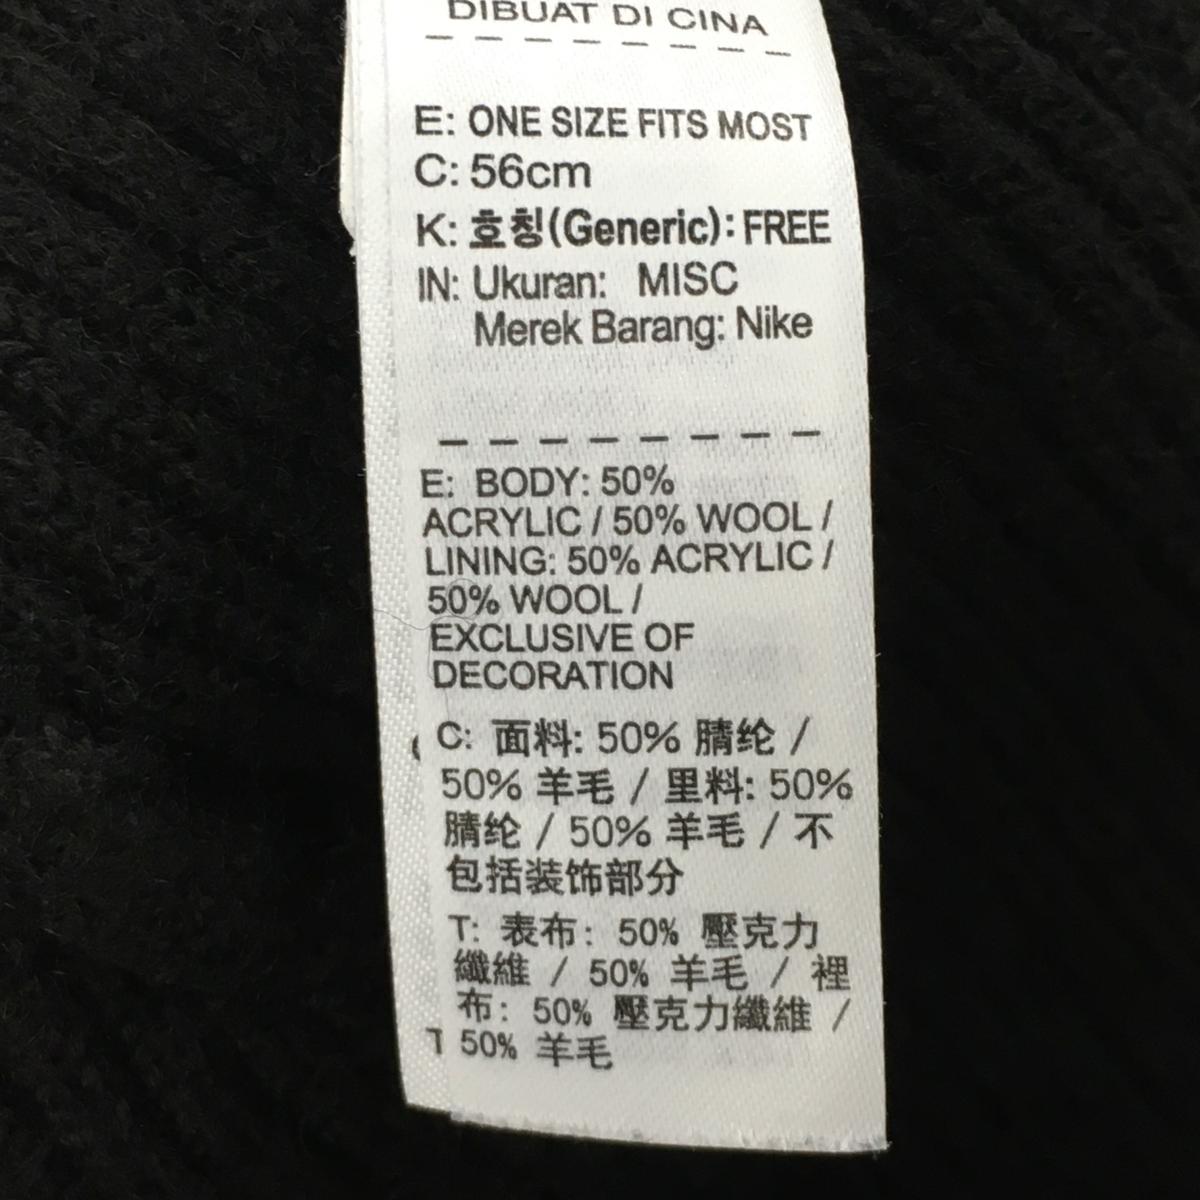 DIBUAT DI CINA
E: ONE SIZE FITS MOST
C: 56cm
K: 호칭(Generic): FREE
IN: Ukuran: MISC
Merek Barang: Nike
E: BODY: 50%
ACRYLIC / 50% WOOL /
LINING: 50% ACRYLIC /
50% WOOL /
EXCLUSIVE OF
DECORATION
C: 面料: 50% 腈纶 /
50% 羊毛 / 里料: 50%
腈纶 / 50% 羊毛 / 不
包括装饰部分
T: 表布: 50% 壓克力
纖維 / 50% 羊毛 / 裡
布: 50% 壓克力纖維 /
50% 羊毛